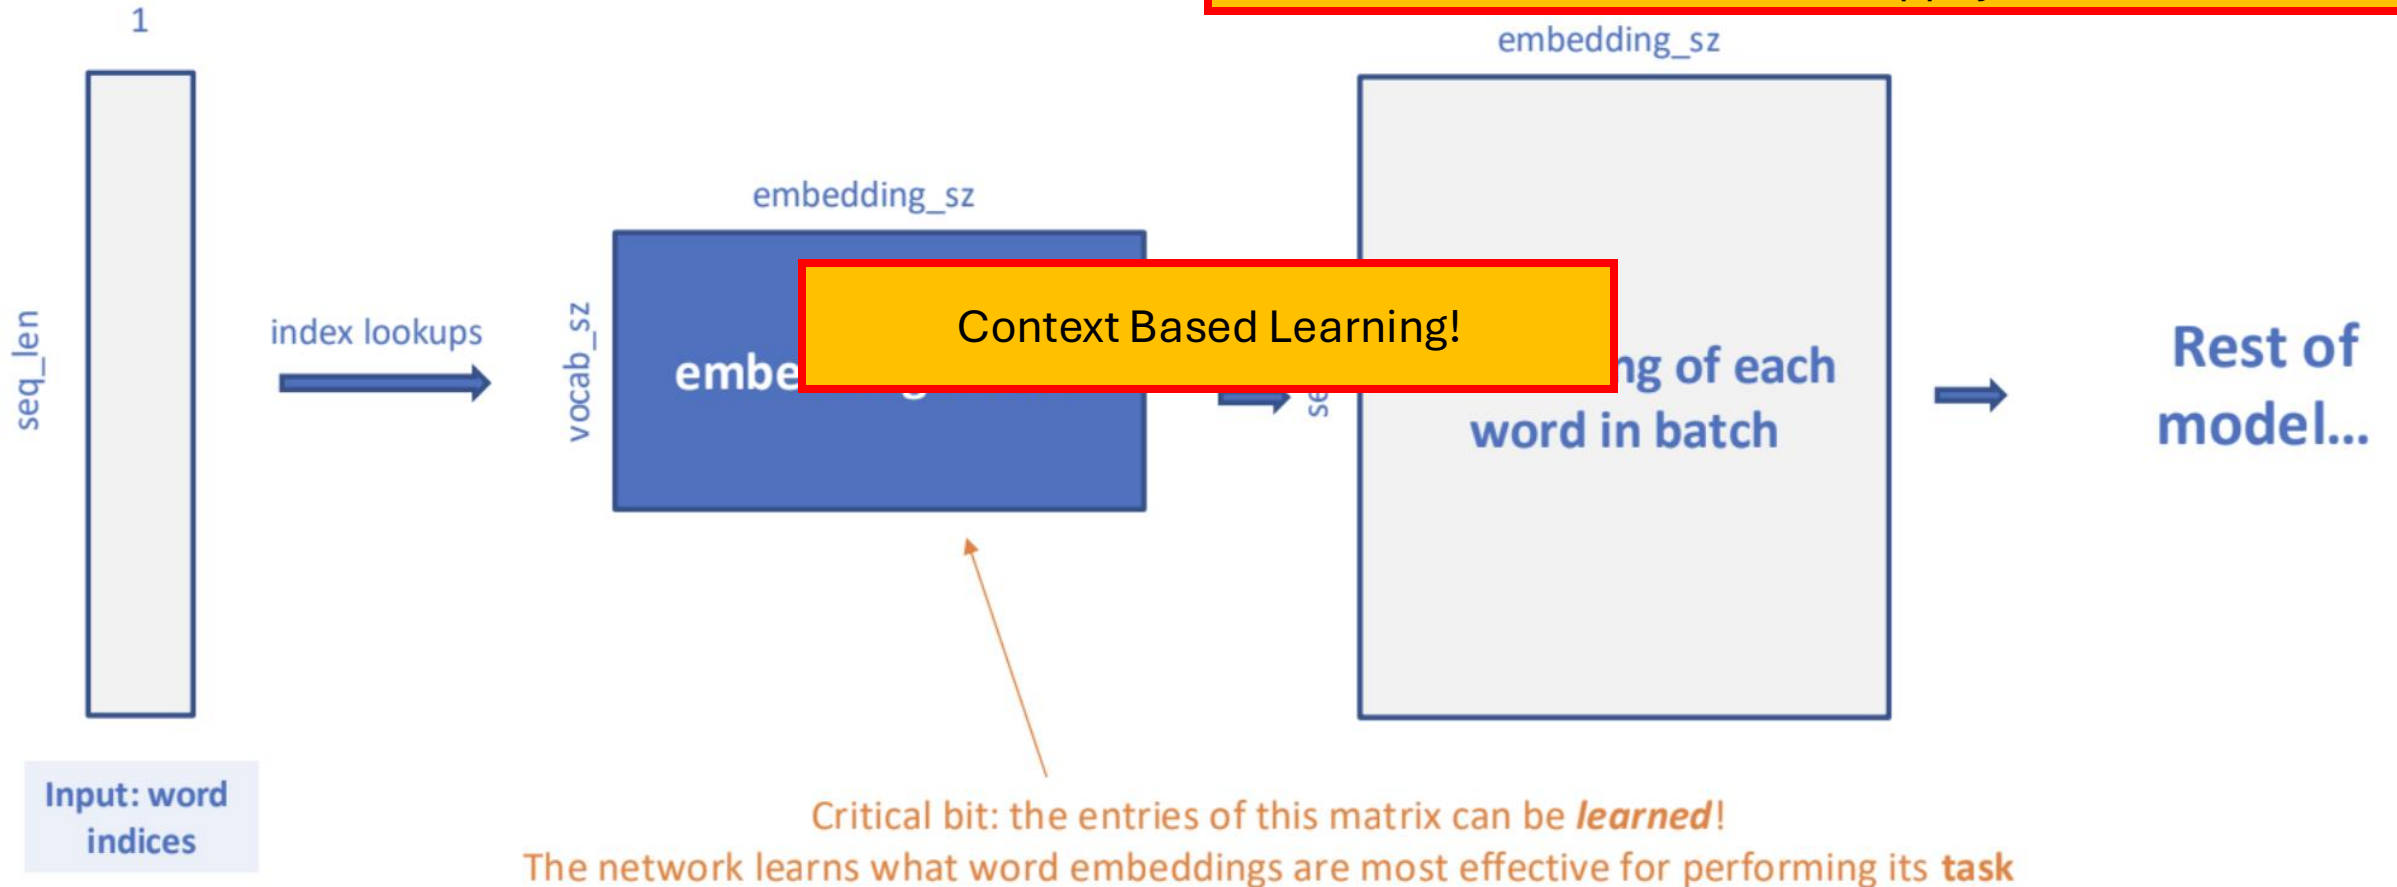 1
embedding_sz
embedding_sz
seq_len
index lookups
vocab_sz
Context Based Learning!
of each
word in batch
Rest of
model...
Input: word
indices
Critical bit: the entries of this matrix can be learned!
The network learns what word embeddings are most effective for performing its task